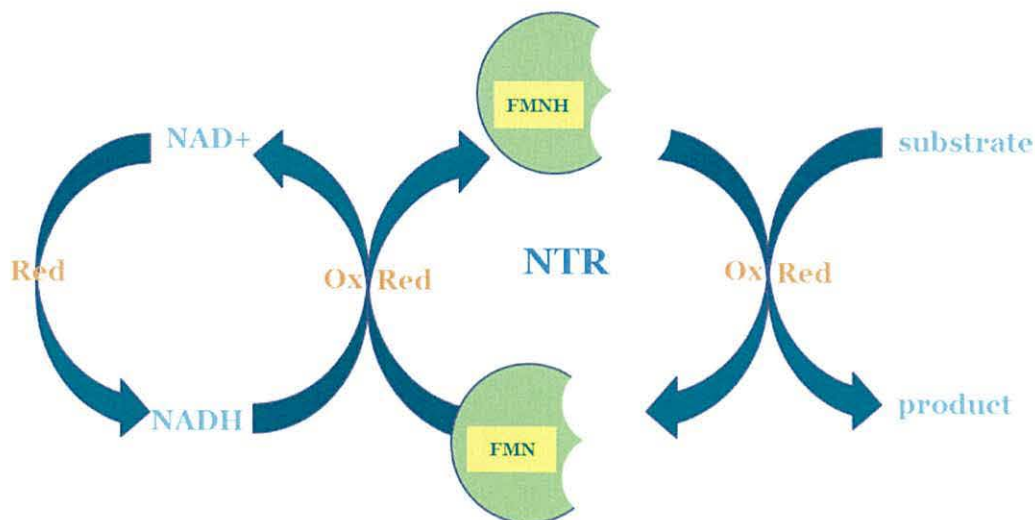 FMNH
NAD+
substrate
Red
Ox
Red
NTR
Ox
Red
NADH
product
FMN